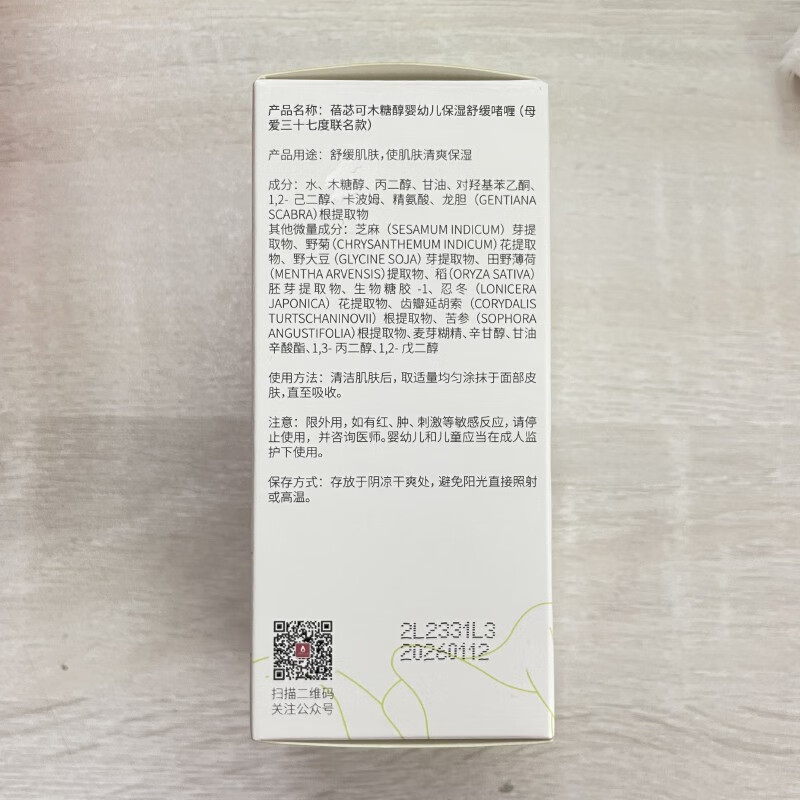 产品名称：蓓苾可木糖醇婴幼儿保湿舒缓啫喱（母
爱三十七度联名款）
产品用途：舒缓肌肤，使肌肤清爽保湿
成分：水、木糖醇、丙二醇、甘油、对羟基苯乙酮、
1,2- 己二醇、卡波姆、精氨酸、龙胆（GENTIANA
SCABRA）根提取物
其他微量成分：芝麻（SESAMUM INDICUM）芽提
取物、野菊（CHRYSANTHEMUM INDICUM）花提取
物、野大豆（GLYCINE SOJA）芽提取物、田野薄荷
（MENTHA ARVENSIS）提取物、稻（ORYZA SATIVA）
胚芽提取物、生物糖胶 -1、忍冬（LONICERA
JAPONICA）花提取物、齿瓣延胡索（CORYDALIS
TURTSCHANINOVII）根提取物、苦参（SOPHORA
ANGUSTIFOLIA）根提取物、麦芽糊精、辛甘醇、甘油
辛酸酯、1,3- 丙二醇、1,2- 戊二醇
使用方法：清洁肌肤后，取适量均匀涂抹于面部皮
肤，直至吸收。
注意：限外用，如有红、肿、刺激等敏感反应，请停
止使用，并咨询医师。婴幼儿和儿童应当在成人监
护下使用。
保存方式：存放于阴凉干爽处，避免阳光直接照射
或高温。
2L2331L3
20260112
扫描二维码
关注公众号